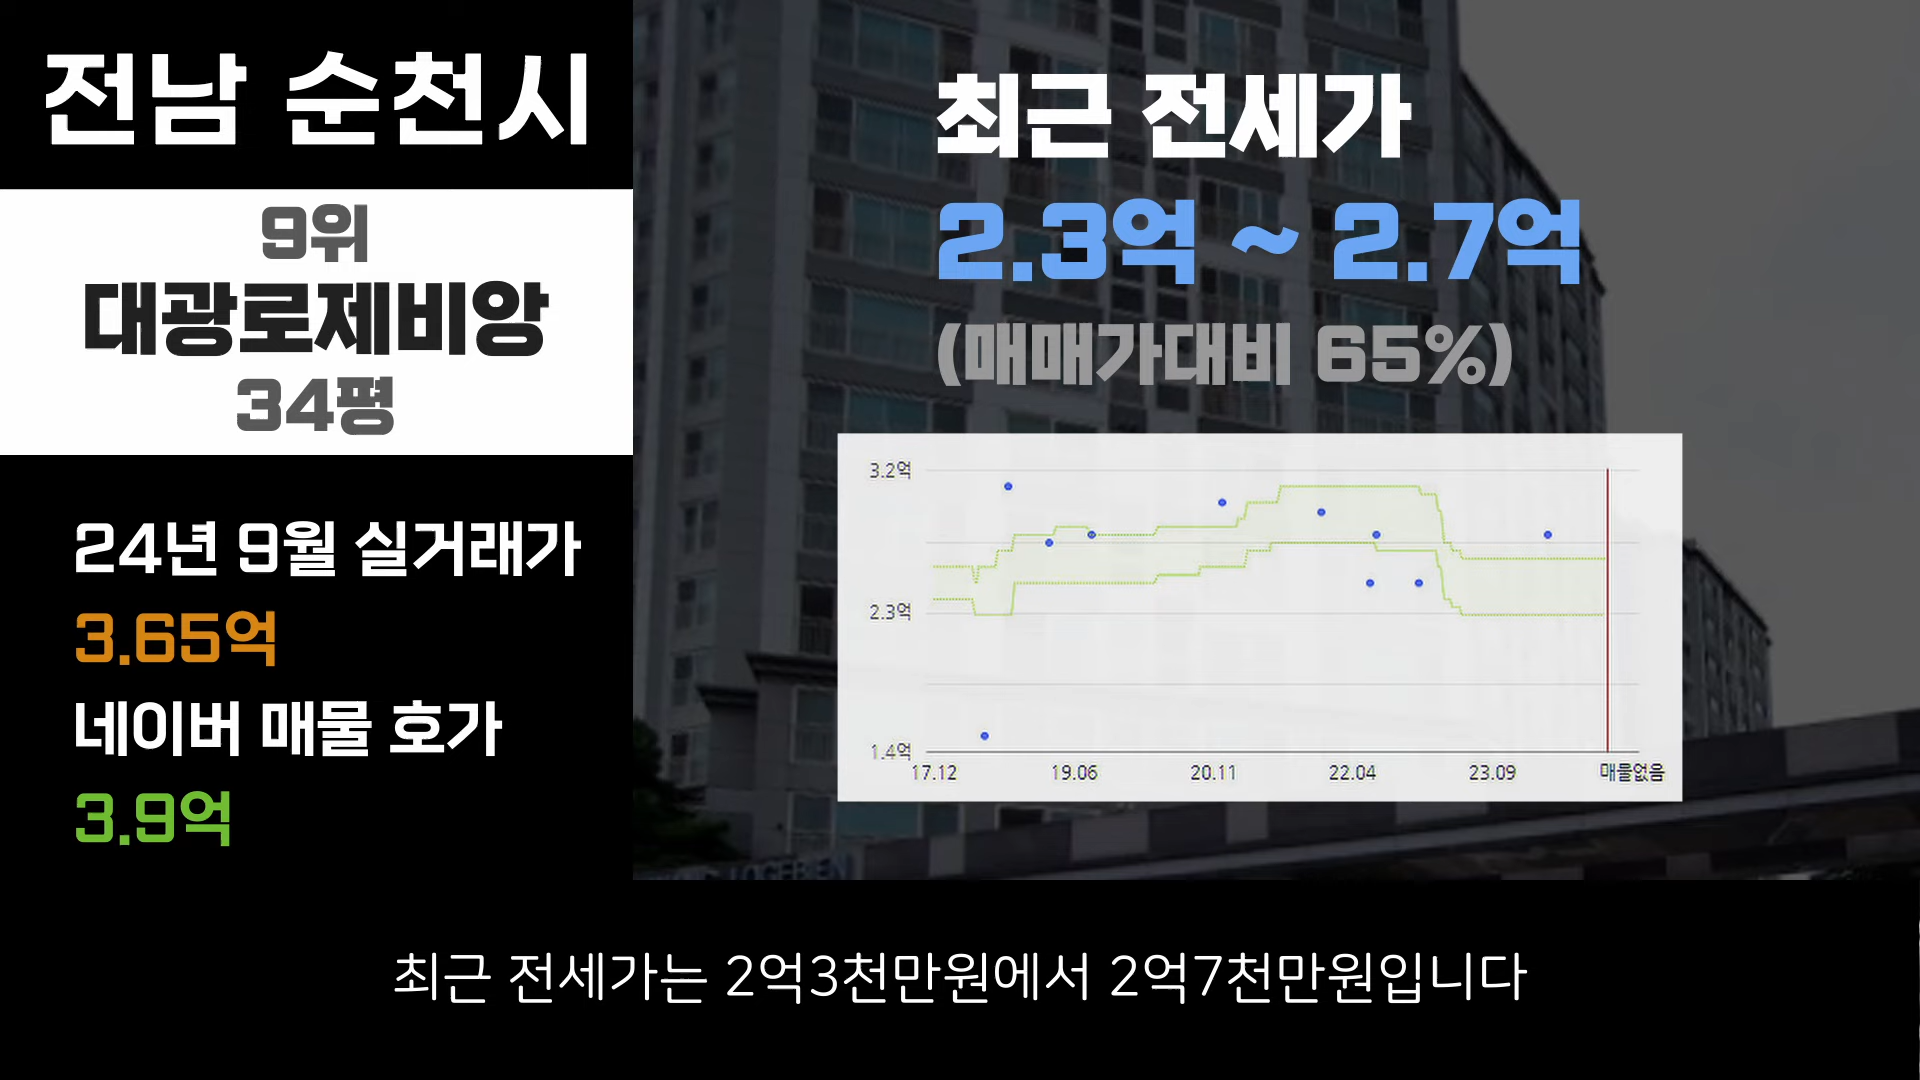 전남 순천시
9위
대광로제비앙
34평
24년 9월 실거래가
3.65억
네이버 매물 호가
3.9억
최근 전세가
2.3억 ~ 2.7억
(매매가대비 65%)
3.2억
2.3억
1.4억
17.12 19.06 20.11 22.04 23.09 매물없음
최근 전세가는 2억3천만원에서 2억7천만원입니다